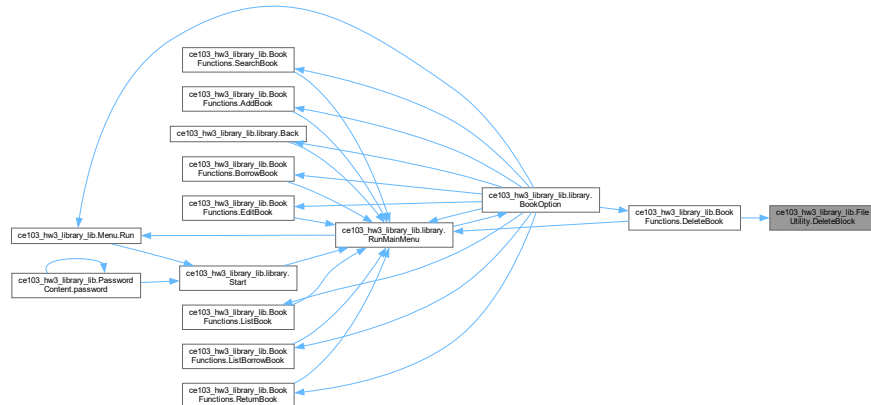 ce103_hw3_library_lib.Book
Functions.SearchBook
ce103_hw3_library_lib.Book
Functions.AddBook
ce103_hw3_library_lib.library.Back
ce103_hw3_library_lib.Book
Functions.BorrowBook
ce103_hw3_library_lib.library.
BookOption
ce103_hw3_library_lib.Book
Functions.EditBook
ce103_hw3_library_lib.Book
Functions.DeleteBook
ce103_hw3_library_lib.File
Utility.DeleteBlock
ce103_hw3_library_lib.Menu.Run
ce103_hw3_library_lib.library.
RunMainMenu
ce103_hw3_library_lib.Password
Content.password
ce103_hw3_library_lib.library.
Start
ce103_hw3_library_lib.Book
Functions.ListBook
ce103_hw3_library_lib.Book
Functions.ListBorrowBook
ce103_hw3_library_lib.Book
Functions.ReturnBook